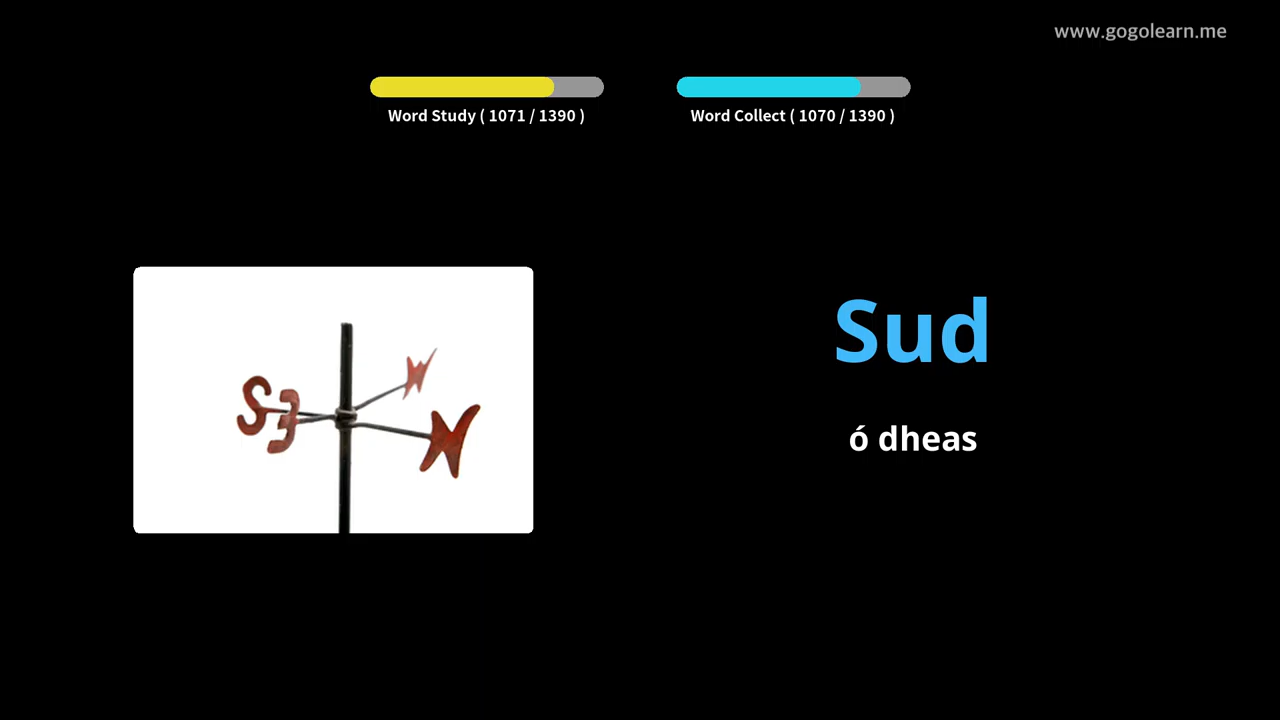 www.gogolearn.me
Word Study ( 1071 / 1390 )
Word Collect ( 1070 / 1390 )
Sud
ó dheas
S
E
N
W